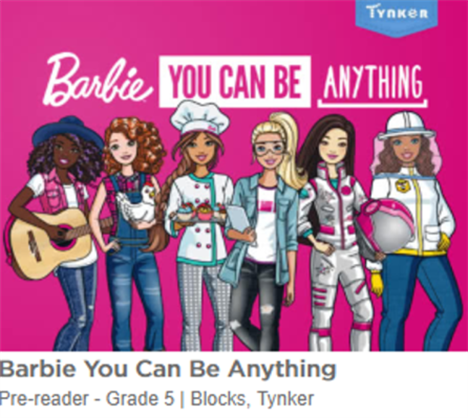 TYNKER
Barbie YOU CAN BE ANYTHING
Barbie You Can Be Anything
Pre-reader - Grade 5 | Blocks, Tynker